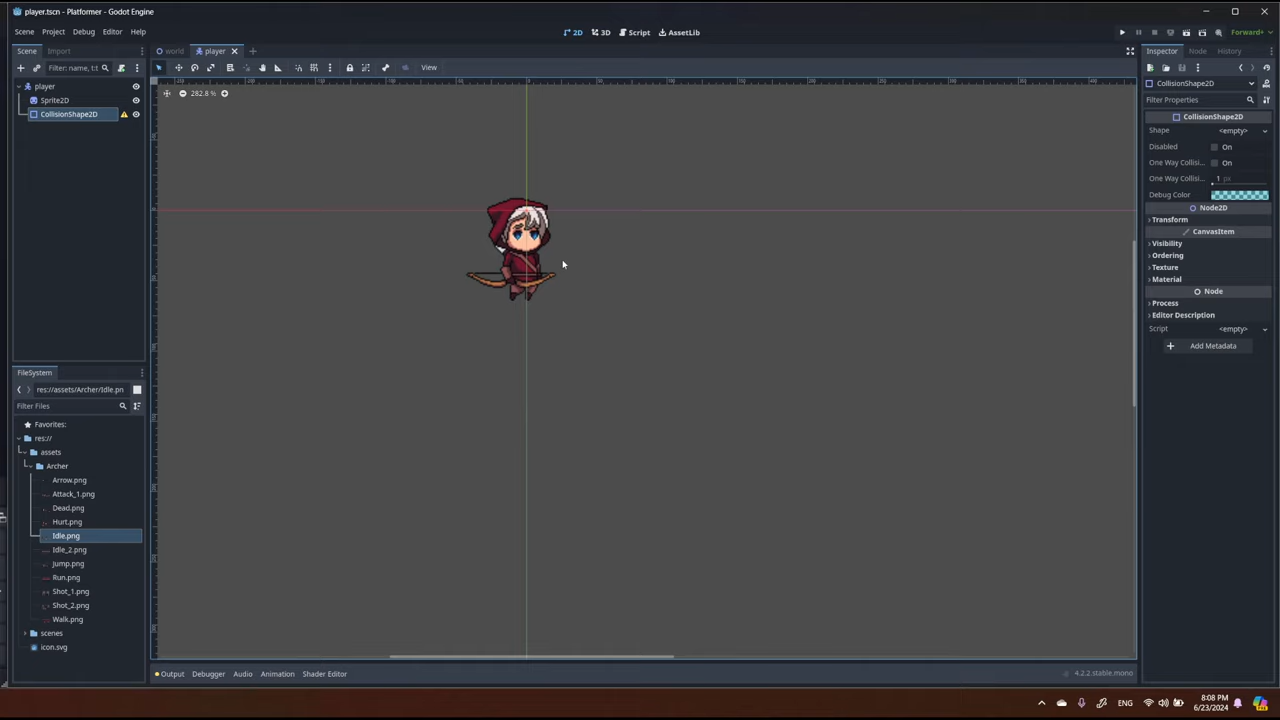 player.tscn - Platformer - Godot Engine
Scene Project Debug Editor Help
2D 3D Script AssetLib
Forward+
Scene Import
world player
Inspector Node History
Filter: name, t:t
View
CollisionShape2D
282.8 %
player
Sprite2D
CollisionShape2D
Filter Properties
CollisionShape2D
Shape <empty>
Disabled On
One Way Collisi... On
One Way Collisi... 1 px
Debug Color
Node2D
Transform
CanvasItem
Visibility
Ordering
Texture
Material
Node
Process
Editor Description
Script <empty>
Add Metadata
FileSystem
res://assets/Archer/Idle.pn
Filter Files
Favorites:
res://
assets
Archer
Arrow.png
Attack_1.png
Dead.png
Hurt.png
Idle.png
Idle_2.png
Jump.png
Run.png
Shot_1.png
Shot_2.png
Walk.png
scenes
icon.svg
Output Debugger Audio Animation Shader Editor
4.2.2.stable.mono
ENG
8:08 PM
6/23/2024